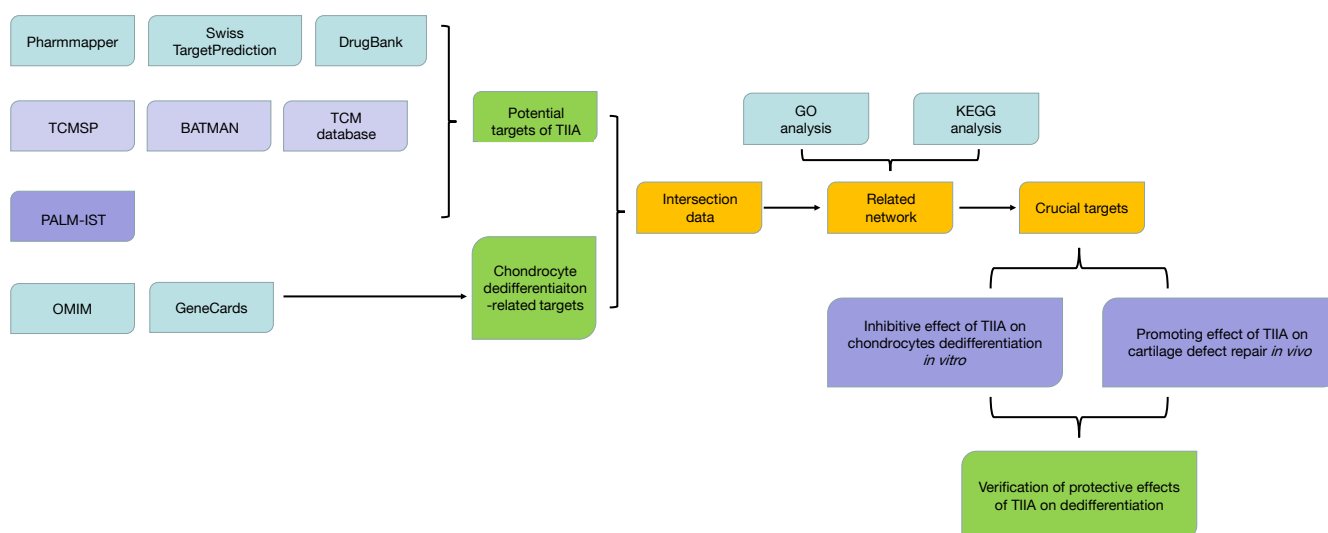 Pharmmapper
Swiss
TargetPrediction
DrugBank
TCMSP
BATMAN
TCM
database
PALM-IST
OMIM
GeneCards
Potential
targets of TIIA
Chondrocyte
dedifferentiaiton
-related targets
Intersection
data
GO
analysis
KEGG
analysis
Related
network
Crucial targets
Inhibitive effect of TIIA on
chondrocytes dedifferentiation
in vitro
Promoting effect of TIIA on
cartilage defect repair in vivo
Verification of protective effects
of TIIA on dedifferentiation